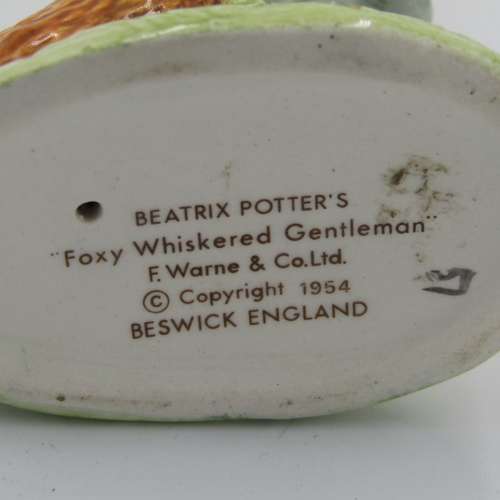 BEATRIX POTTER'S
"Foxy Whiskered Gentleman"
F. Warne & Co.Ltd.
© Copyright 1954
BESWICK ENGLAND